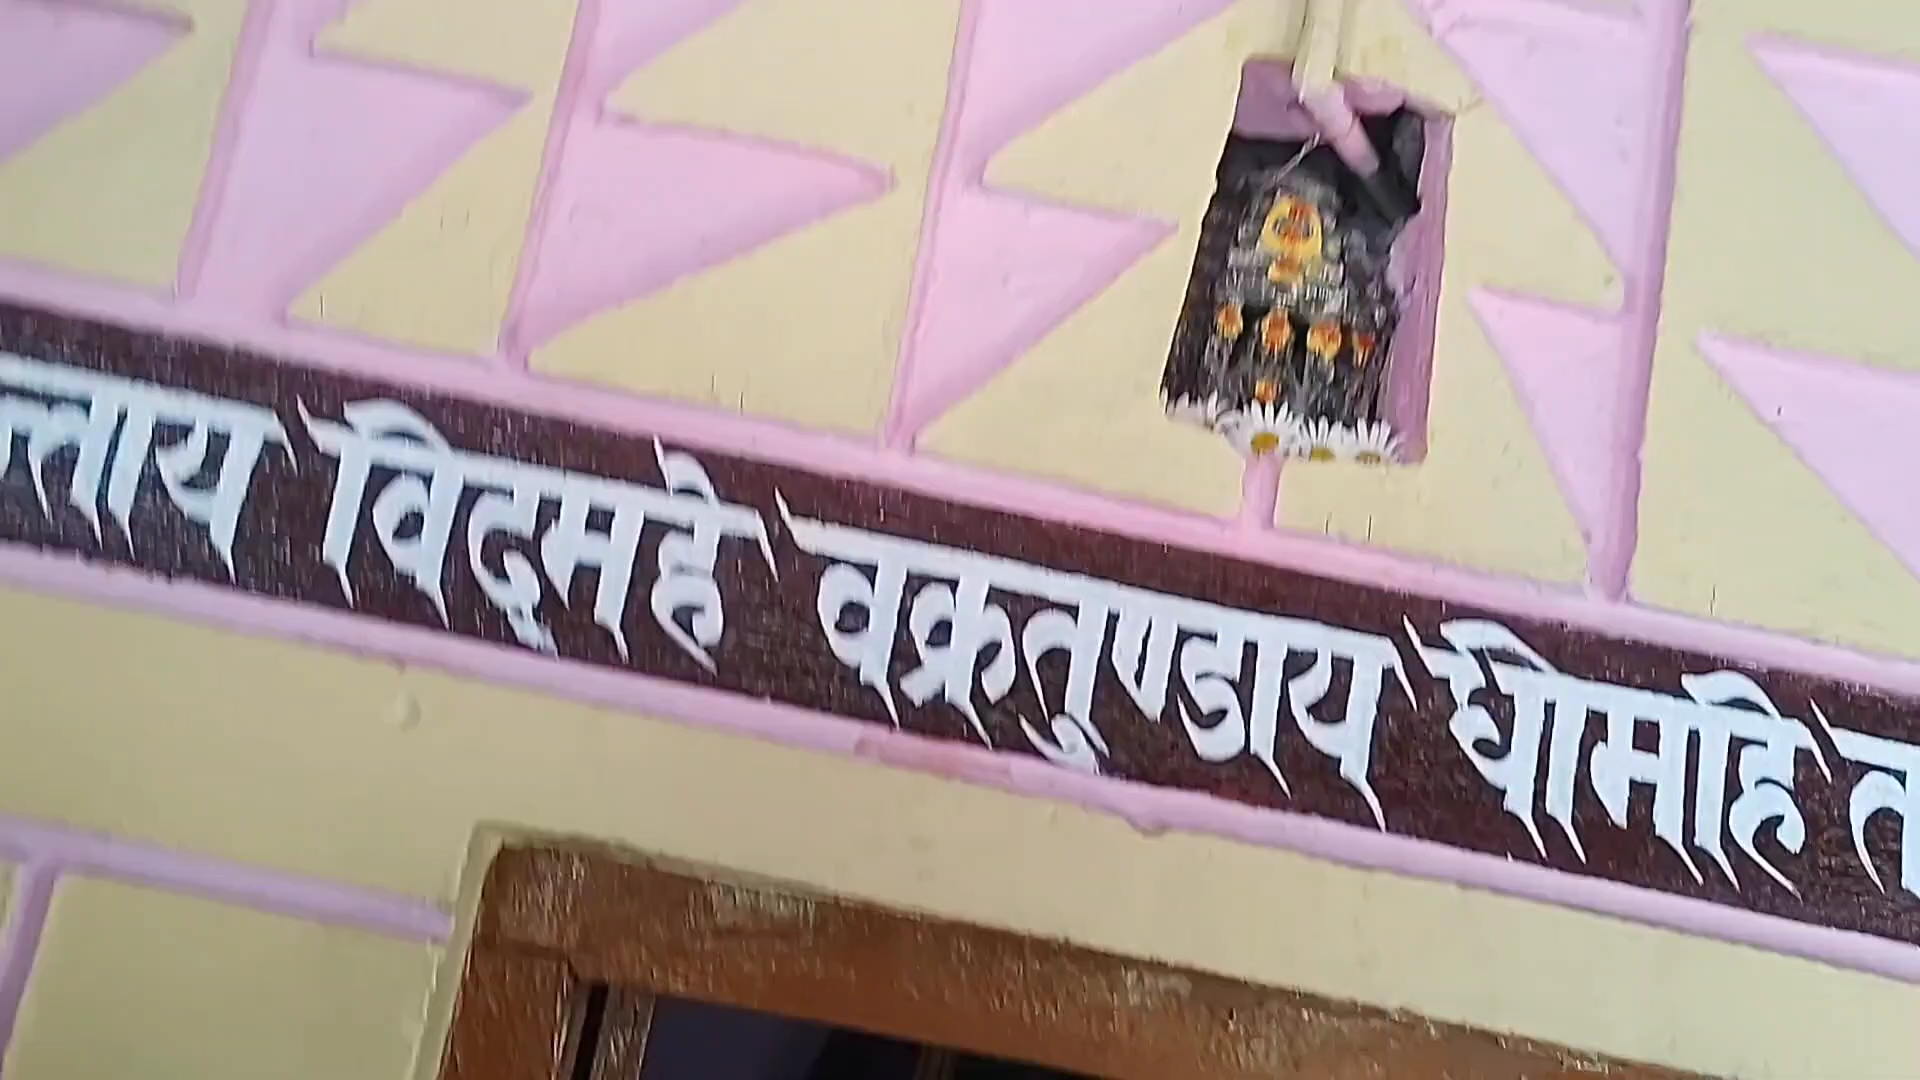 विद्महे वक्रतुण्डाय धीमहि